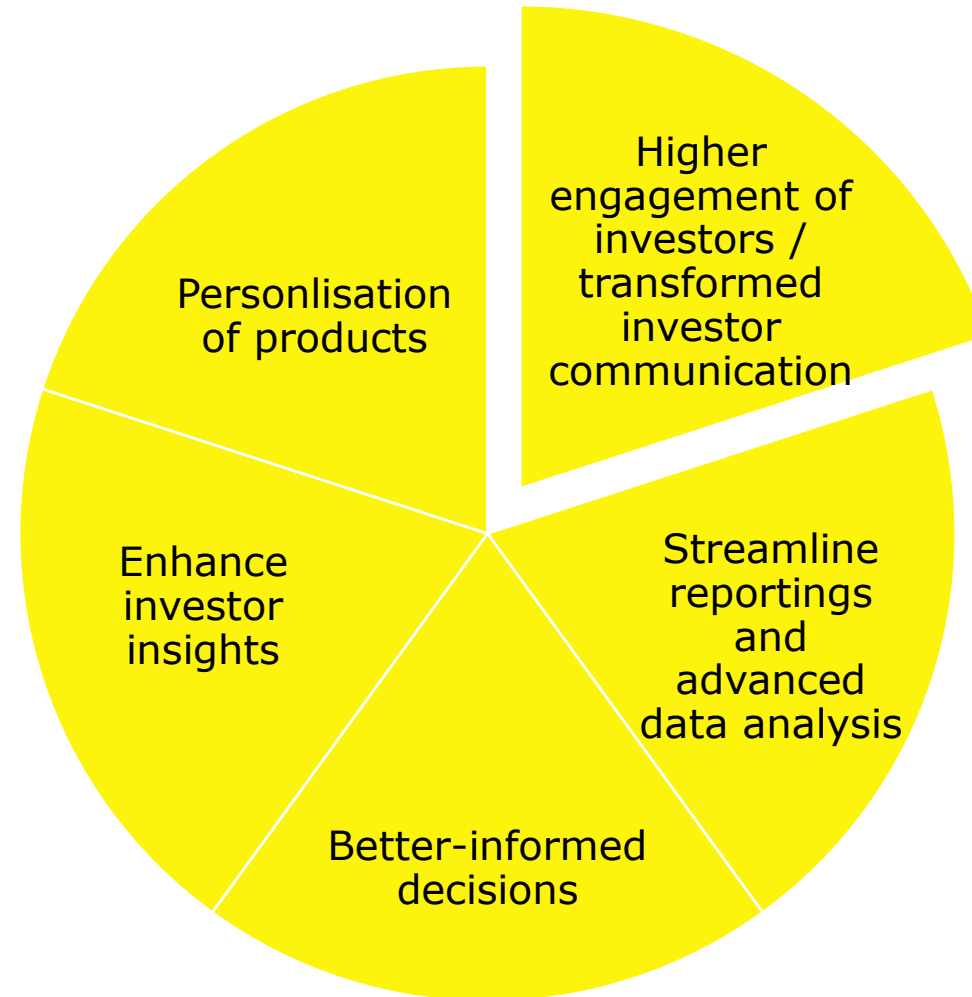 Higher
engagement of
investors /
transformed
investor
communication
Streamline
reportings
and
advanced
data analysis
Better-informed
decisions
Enhance
investor
insights
Personlisation
of products